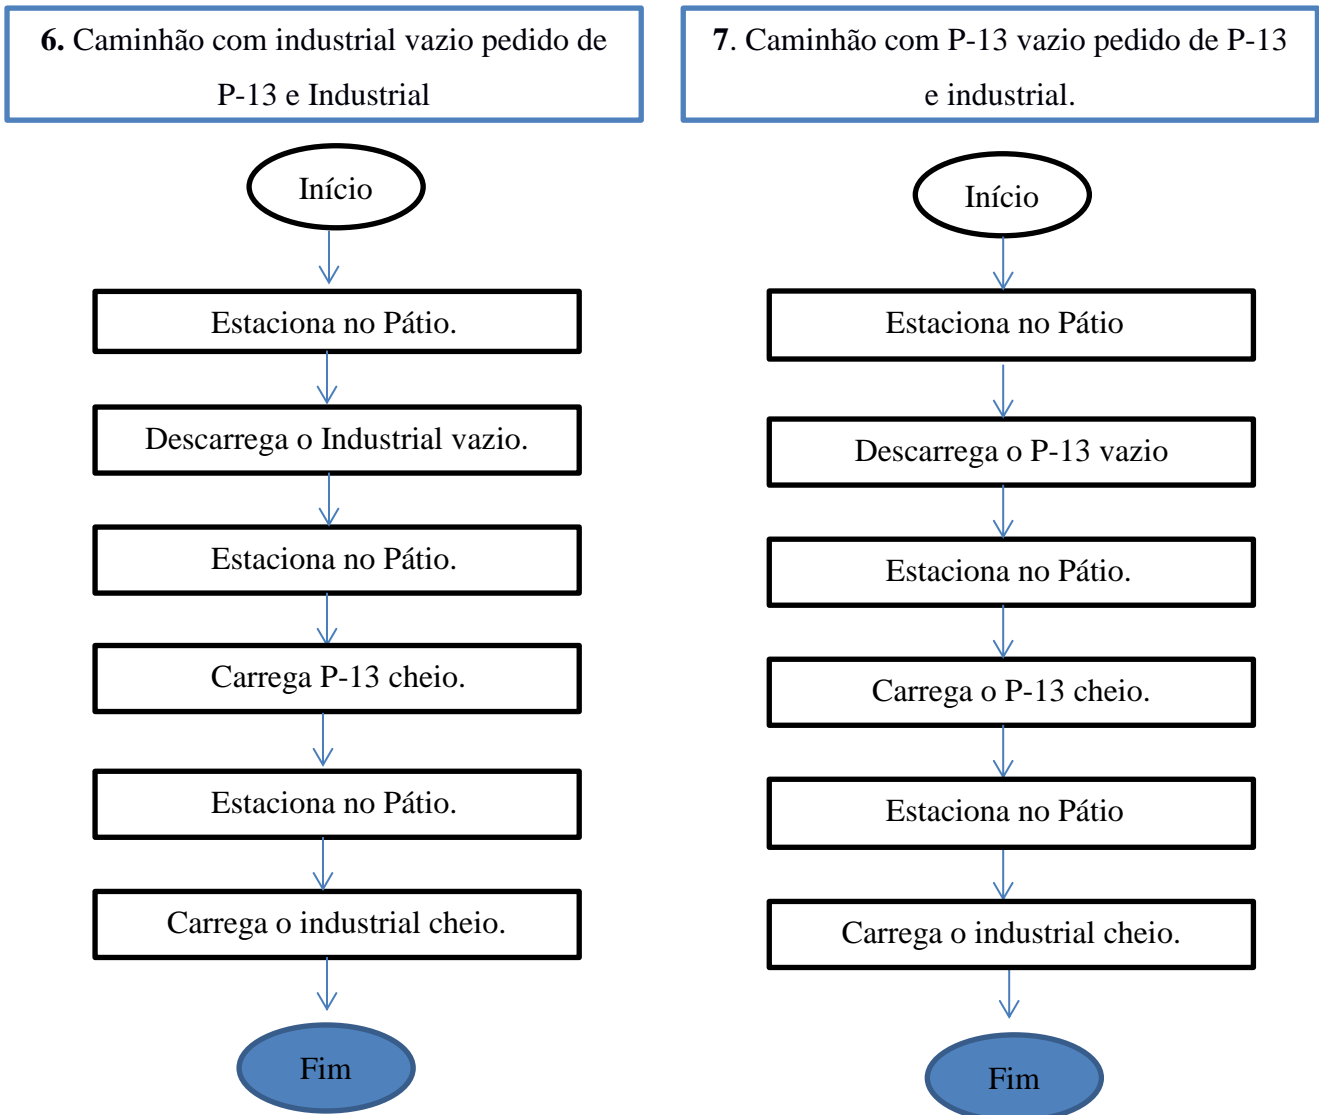 6. Caminhão com industrial vazio pedido de
P-13 e Industrial
Início
Estaciona no Pátio.
Descarrega o Industrial vazio.
Estaciona no Pátio.
Carrega P-13 cheio.
Estaciona no Pátio.
Carrega o industrial cheio.
Fim
7. Caminhão com P-13 vazio pedido de P-13
e industrial.
Início
Estaciona no Pátio
Descarrega o P-13 vazio
Estaciona no Pátio.
Carrega o P-13 cheio.
Estaciona no Pátio
Carrega o industrial cheio.
Fim